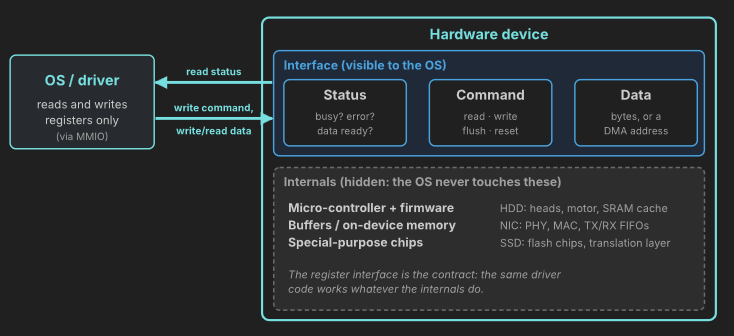 Hardware device
OS / driver
reads and writes
registers only
(via MMIO)
read status
write command,
write/read data
Interface (visible to the OS)
Status
busy? error?
data ready?
Command
read · write
flush · reset
Data
bytes, or a
DMA address
Internals (hidden: the OS never touches these)
Micro-controller + firmware
HDD: heads, motor, SRAM cache
Buffers / on-device memory
NIC: PHY, MAC, TX/RX FIFOs
Special-purpose chips
SSD: flash chips, translation layer
The register interface is the contract: the same driver
code works whatever the internals do.